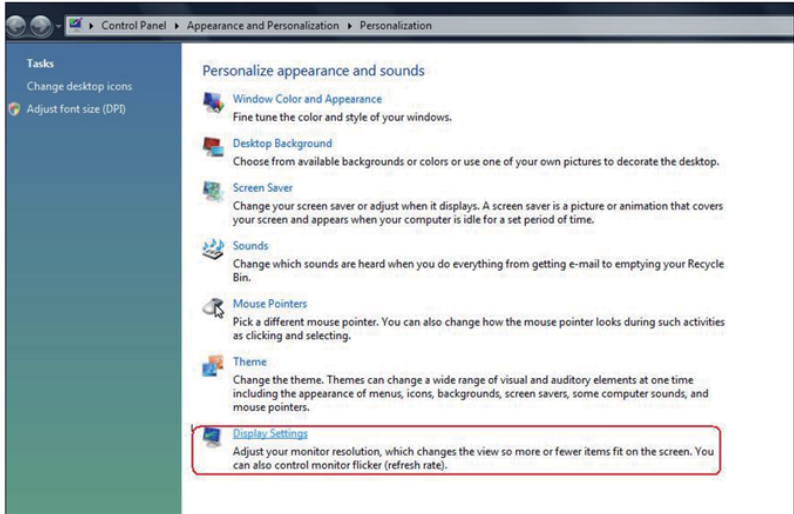 Control Panel ▸ Appearance and Personalization ▸ Personalization
Tasks
Change desktop icons
Adjust font size (DPI)
Personalize appearance and sounds
Window Color and Appearance
Fine tune the color and style of your windows.
Desktop Background
Choose from available backgrounds or colors or use one of your own pictures to decorate the desktop.
Screen Saver
Change your screen saver or adjust when it displays. A screen saver is a picture or animation that covers
your screen and appears when your computer is idle for a set period of time.
Sounds
Change which sounds are heard when you do everything from getting e-mail to emptying your Recycle
Bin.
Mouse Pointers
Pick a different mouse pointer. You can also change how the mouse pointer looks during such activities
as clicking and selecting.
Theme
Change the theme. Themes can change a wide range of visual and auditory elements at one time
including the appearance of menus, icons, backgrounds, screen savers, some computer sounds, and
mouse pointers.
Display Settings
Adjust your monitor resolution, which changes the view so more or fewer items fit on the screen. You
can also control monitor flicker (refresh rate).